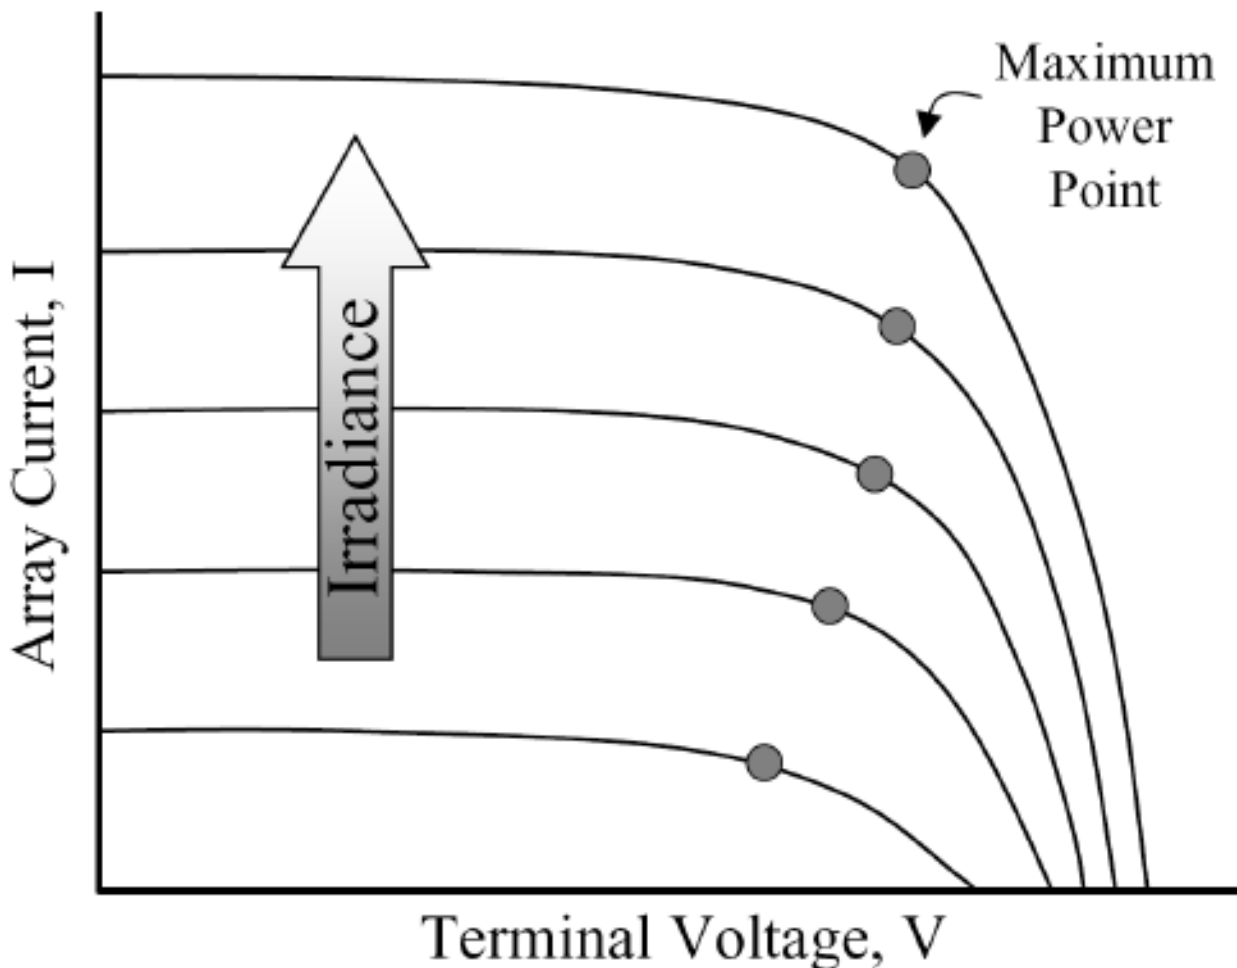 Maximum
Power
Point
Array Current, I
Irradiance
Terminal Voltage, V